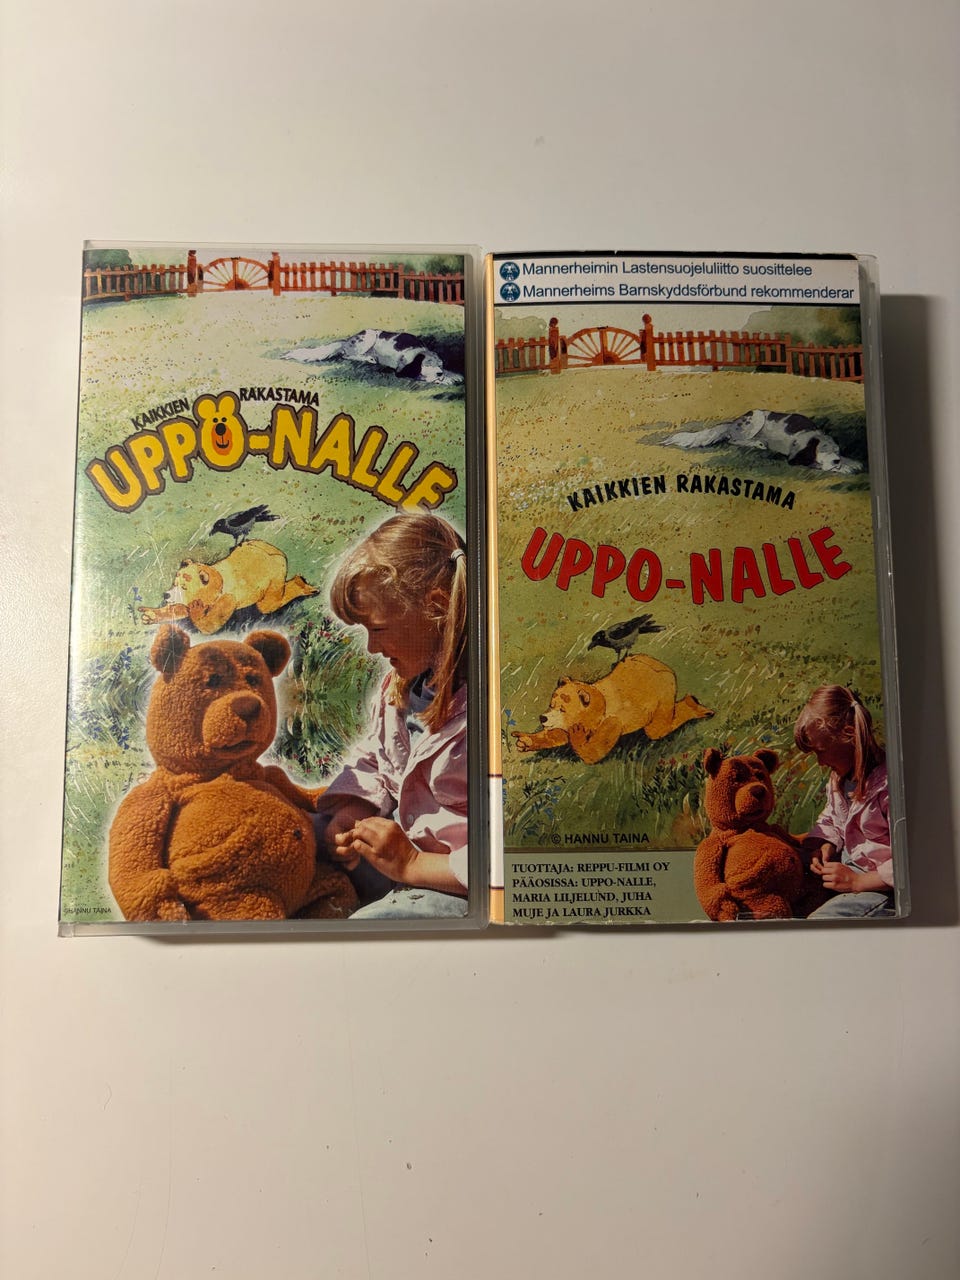 KAIKKIEN RAKASTAMA
UPPO-NALLE
HANNU TAINA
Mannerheimin Lastensuojeluliitto suosittelee
Mannerheims Barnskyddsförbund rekommenderar
KAIKKIEN RAKASTAMA
UPPO-NALLE
© HANNU TAINA
TUOTTAJA: REPPU-FILMI OY
PÄÄOSISSA: UPPO-NALLE,
MARIA LILJELUND, JUHA
MUJE JA LAURA JURKKA